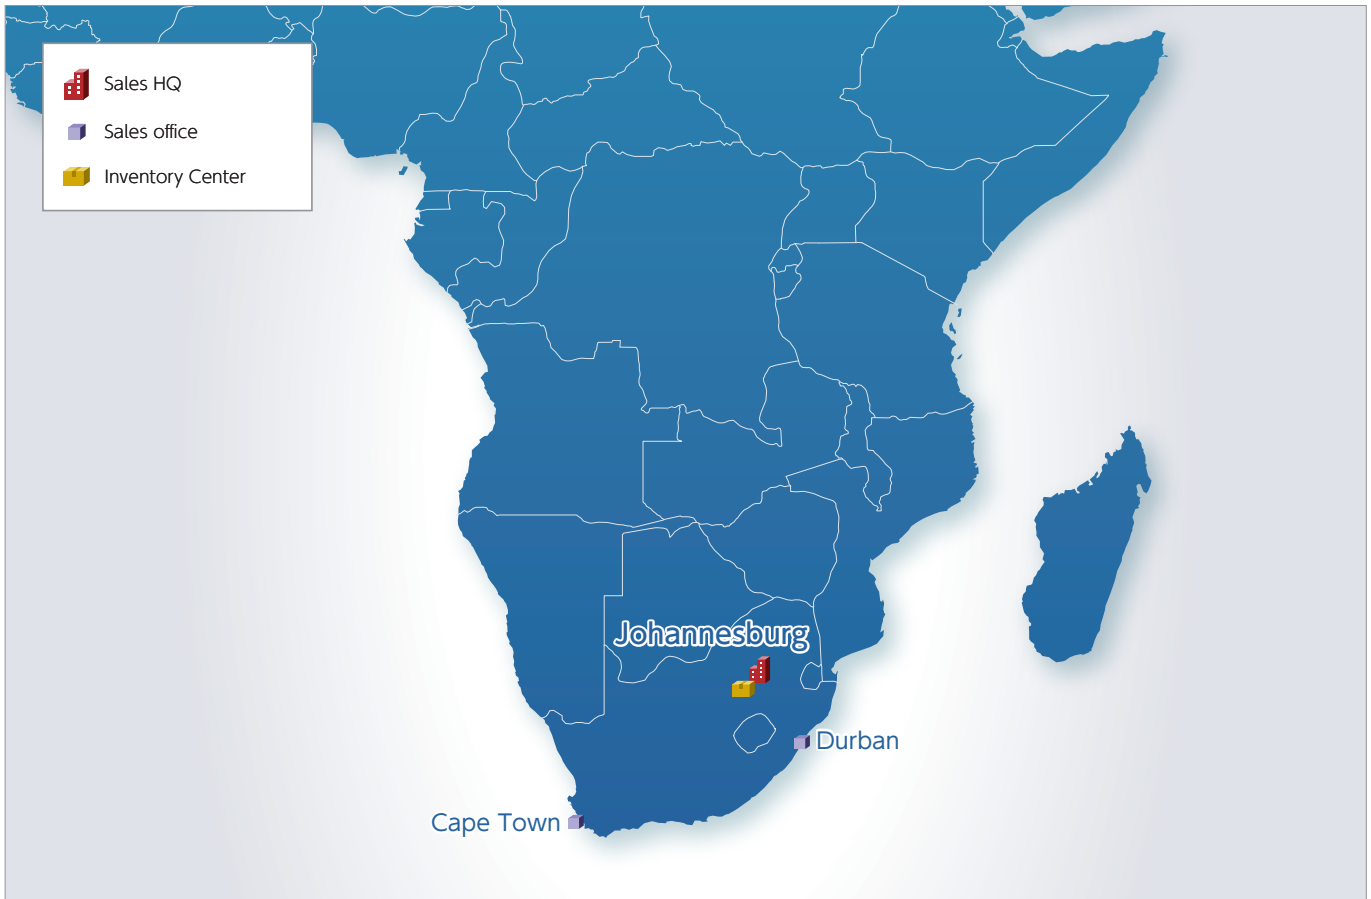 Sales HQ
Sales office
Inventory Center
Johannesburg
Durban
Cape Town